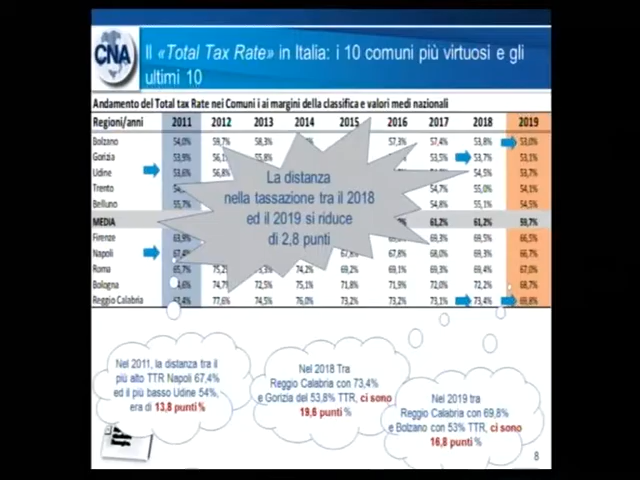 CNA
Il «Total Tax Rate» in Italia: i 10 comuni più virtuosi e gli
ultimi 10
Andamento del Total tax Rate nei Comuni i ai margini della classifica e valori medi nazionali
Regioni/anni 2011 2012 2013 2014 2015 2016 2017 2018 2019
Bolzano 54,0% 59,7% 58,3% 57,3% 57,4% 53,8% 53,0%
Gorizia 53,9% 55,8% 53,5% 53,7% 53,1%
Udine 53,6% 56,8% 54,5% 53,7%
Trento 54,7% 55,0% 54,1%
Belluno 55,7% 54,8% 55,1% 54,5%
MEDIA 61,2% 61,2% 59,7%
Firenze 63,9% 69,3% 69,5% 66,5%
Napoli 67,4% 67,8% 68,0% 69,3% 66,7%
Roma 65,7% 74,2% 69,2% 69,1% 69,3% 69,4% 67,0%
Bologna 72,5% 75,1% 71,8% 71,9% 72,0% 72,2% 68,7%
Reggio Calabria 77,6% 74,5% 76,0% 73,2% 73,2% 73,1% 73,4% 69,8%
La distanza
nella tassazione tra il 2018
ed il 2019 si riduce
di 2,8 punti
Nel 2011, la distanza tra il
più alto TTR Napoli 67,4%
ed il più basso Udine 54%,
era di 13,8 punti %
Nel 2018 Tra
Reggio Calabria con 73,4%
e Gorizia del 53,8% TTR, ci sono
19,6 punti %
Nel 2019 tra
Reggio Calabria con 69,8%
e Bolzano con 53% TTR, ci sono
16,8 punti %
8